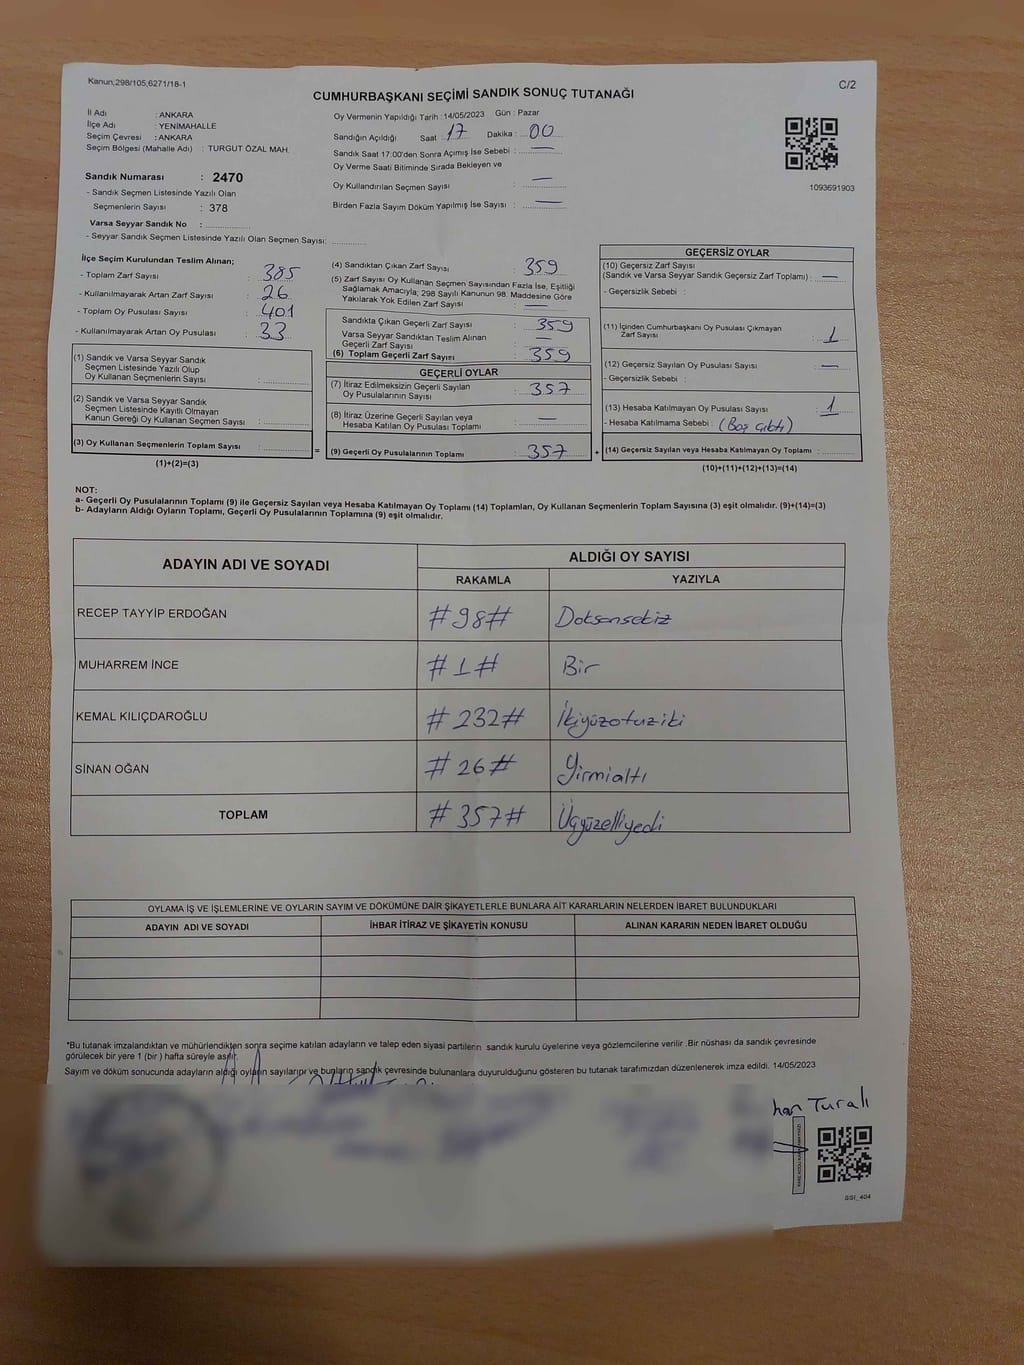 Kanun,298/105,6271/18-1
C/2
CUMHURBAŞKANI SEÇİMİ SANDIK SONUÇ TUTANAĞI
İl Adı : ANKARA
İlçe Adı : YENİMAHALLE
Seçim Çevresi : ANKARA
Seçim Bölgesi (Mahalle Adı) : TURGUT ÖZAL MAH.
Sandık Numarası : 2470
- Sandık Seçmen Listesinde Yazılı Olan
Seçmenlerin Sayısı : 378
Varsa Seyyar Sandık No :
- Seyyar Sandık Seçmen Listesinde Yazılı Olan Seçmen Sayısı:
Oy Vermenin Yapıldığı Tarih : 14/05/2023 Gün : Pazar
Sandığın Açıldığı Saat : 17 Dakika : 00
Sandık Saat 17:00'den Sonra Açımış İse Sebebi : —
Oy Verme Saati Bitiminde Sırada Bekleyen ve
Oy Kullandırılan Seçmen Sayısı : —
Birden Fazla Sayım Döküm Yapılmış İse Sayısı : —
1093691903
İlçe Seçim Kurulundan Teslim Alınan;
- Toplam Zarf Sayısı : 385
- Kullanılmayarak Artan Zarf Sayısı : 26
- Toplam Oy Pusulası Sayısı : 401
- Kullanılmayarak Artan Oy Pusulası : 33
(1) Sandık ve Varsa Seyyar Sandık
Seçmen Listesinde Yazılı Olup
Oy Kullanan Seçmenlerin Sayısı :
(2) Sandık ve Varsa Seyyar Sandık
Seçmen Listesinde Kayıtlı Olmayan
Kanun Gereği Oy Kullanan Seçmen Sayısı :
(3) Oy Kullanan Seçmenlerin Toplam Sayısı :
(1)+(2)=(3)
(4) Sandıktan Çıkan Zarf Sayısı : 359
(5) Zarf Sayısı Oy Kullanan Seçmen Sayısından Fazla İse, Eşitliği
Sağlamak Amacıyla; 298 Sayılı Kanunun 98. Maddesine Göre
Yakılarak Yok Edilen Zarf Sayısı : —
Sandıkta Çıkan Geçerli Zarf Sayısı : 359
Varsa Seyyar Sandıktan Teslim Alınan
Geçerli Zarf Sayısı : —
(6) Toplam Geçerli Zarf Sayısı : 359
GEÇERLİ OYLAR
(7) İtiraz Edilmeksizin Geçerli Sayılan
Oy Pusulasının Sayısı : 357
(8) İtiraz Üzerine Geçerli Sayılan veya
Hesaba Katılan Oy Pusulası Toplamı : —
= (9) Geçerli Oy Pusulalarının Toplamı : 357 +
GEÇERSİZ OYLAR
(10) Geçersiz Zarf Sayısı
(Sandık ve Varsa Seyyar Sandık Geçersiz Zarf Toplamı) : —
- Geçersizlik Sebebi :
(11) İçinden Cumhurbaşkanı Oy Pusulası Çıkmayan
Zarf Sayısı : 1
(12) Geçersiz Sayılan Oy Pusulası Sayısı : —
- Geçersizlik Sebebi :
(13) Hesaba Katılmayan Oy Pusulası Sayısı : 1
- Hesaba Katılmama Sebebi : (Boş çıktı)
(14) Geçersiz Sayılan veya Hesaba Katılmayan Oy Toplamı :
(10)+(11)+(12)+(13)=(14)
NOT:
a- Geçerli Oy Pusulalarının Toplamı (9) ile Geçersiz Sayılan veya Hesaba Katılmayan Oy Toplamı (14) Toplamları, Oy Kullanan Seçmenlerin Toplam Sayısına (3) eşit olmalıdır. (9)+(14)=(3)
b- Adayların Aldığı Oyların Toplamı, Geçerli Oy Pusulalarının Toplamına (9) eşit olmalıdır.
ADAYIN ADI VE SOYADI ALDIĞI OY SAYISI
RAKAMLA YAZIYLA
RECEP TAYYİP ERDOĞAN #98# Doksansekiz
MUHARREM İNCE #1# Bir
KEMAL KILIÇDAROĞLU #232# İkiyüzotuziki
SİNAN OĞAN #26# Yirmialtı
TOPLAM #357# Üçyüzelliyedi
OYLAMA İŞ VE İŞLEMLERİNE VE OYLARIN SAYIM VE DÖKÜMÜNE DAİR ŞİKAYETLERLE BUNLARA AİT KARARLARIN NELERDEN İBARET BULUNDUKLARI
ADAYIN ADI VE SOYADI İHBAR İTİRAZ VE ŞİKAYETİN KONUSU ALINAN KARARIN NEDEN İBARET OLDUĞU
*Bu tutanak imzalandıktan ve mühürlendikten sonra seçime katılan adayların ve talep eden siyasi partilerin sandık kurulu üyelerine veya gözlemcilerine verilir .Bir nüshası da sandık çevresinde
görülecek bir yere 1 (bir ) hafta süreyle asılır.
Sayım ve döküm sonucunda adayların aldığı oyların sayılarıpı ve bunların sandık çevresinde bulunanlara duyurulduğunu gösteren bu tutanak tarafımızdan düzenlenerek imza edildi. 14/05/2023
han Turalı
SSI_404